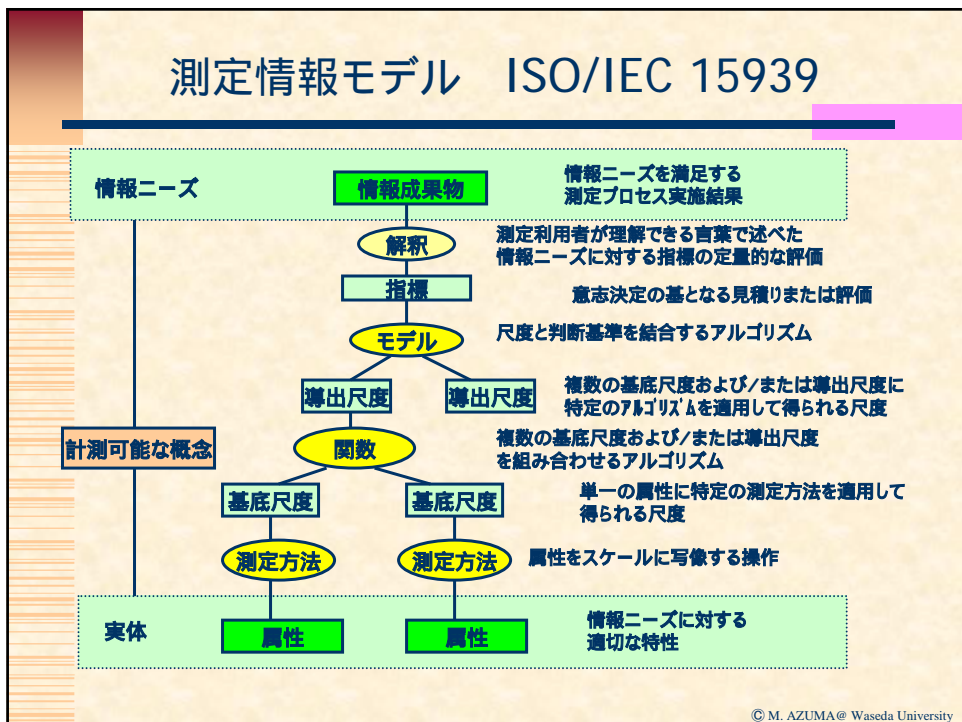 測定情報モデル ISO/IEC 15939
情報ニーズ
情報成果物
情報ニーズを満足する
測定プロセス実施結果
解釈
測定利用者が理解できる言葉で述べた
情報ニーズに対する指標の定量的な評価
指標
意志決定の基となる見積りまたは評価
モデル
尺度と判断基準を結合するアルゴリズム
導出尺度
導出尺度
複数の基底尺度および/または導出尺度に
特定のｱﾙｺﾞﾘｽﾞﾑを適用して得られる尺度
計測可能な概念
関数
複数の基底尺度および/または導出尺度
を組み合わせるアルゴリズム
基底尺度
基底尺度
単一の属性に特定の測定方法を適用して
得られる尺度
測定方法
測定方法
属性をスケールに写像する操作
実体
属性
属性
情報ニーズに対する
適切な特性
© M. AZUMA@ Waseda University